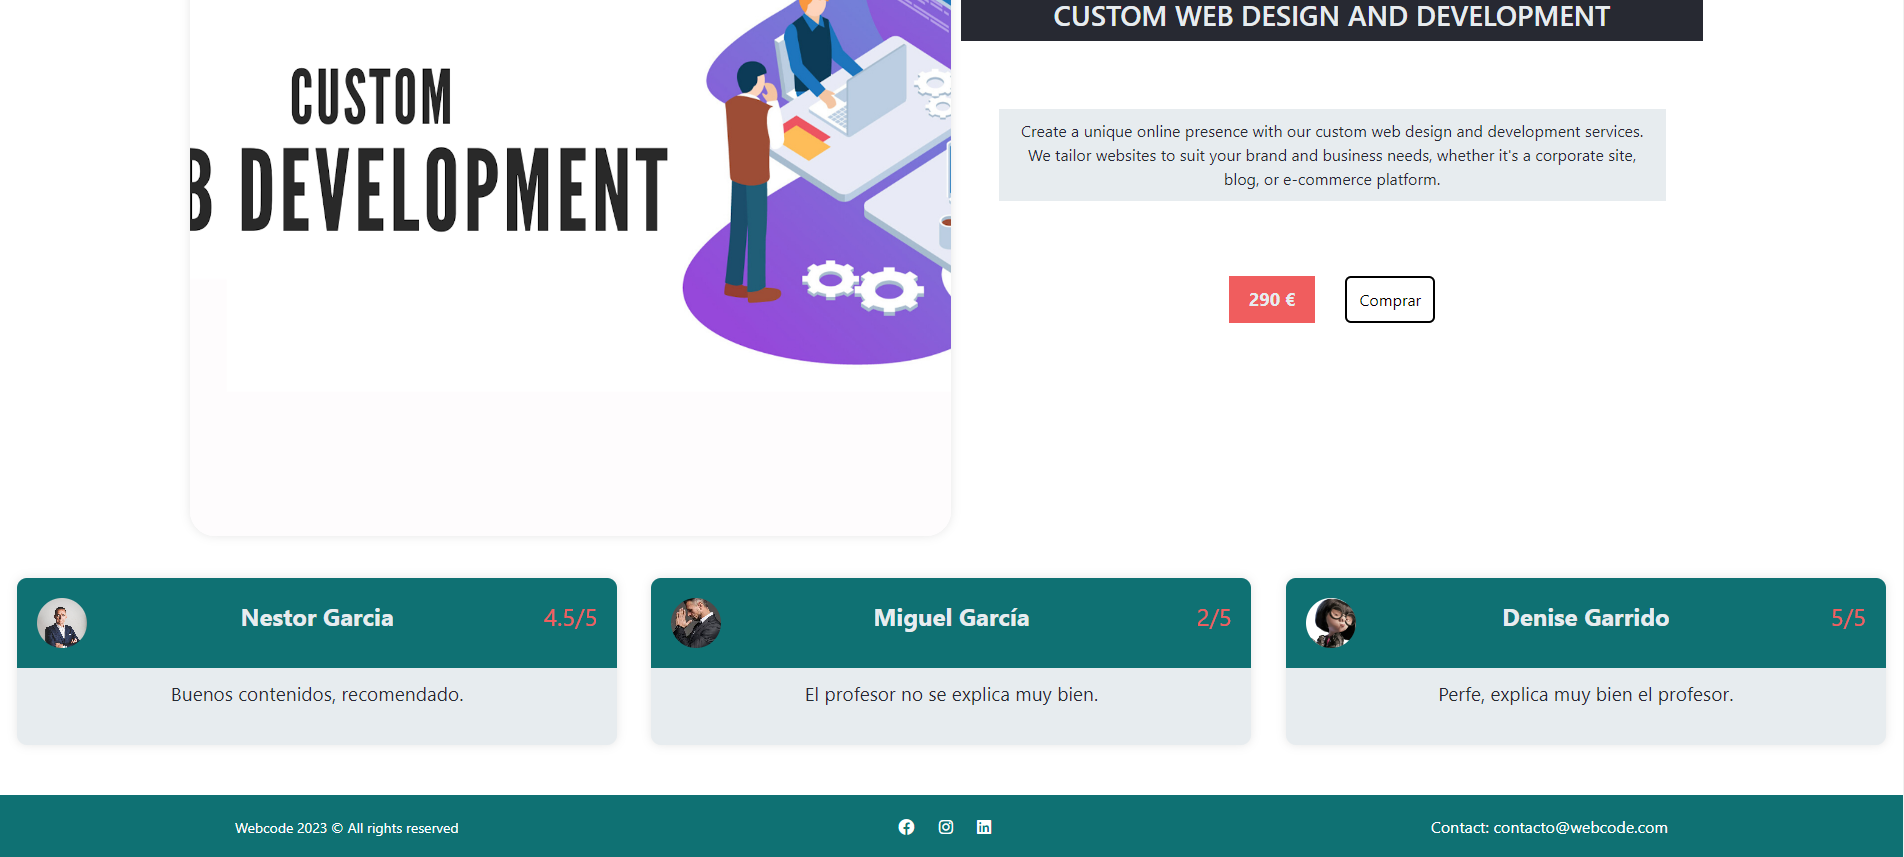 CUSTOM
B DEVELOPMENT
CUSTOM WEB DESIGN AND DEVELOPMENT
Create a unique online presence with our custom web design and development services.
We tailor websites to suit your brand and business needs, whether it's a corporate site,
blog, or e-commerce platform.
290 €
Comprar
Nestor Garcia
4.5/5
Buenos contenidos, recomendado.
Miguel García
2/5
El profesor no se explica muy bien.
Denise Garrido
5/5
Perfe, explica muy bien el profesor.
Webcode 2023 © All rights reserved
Contact: contacto@webcode.com